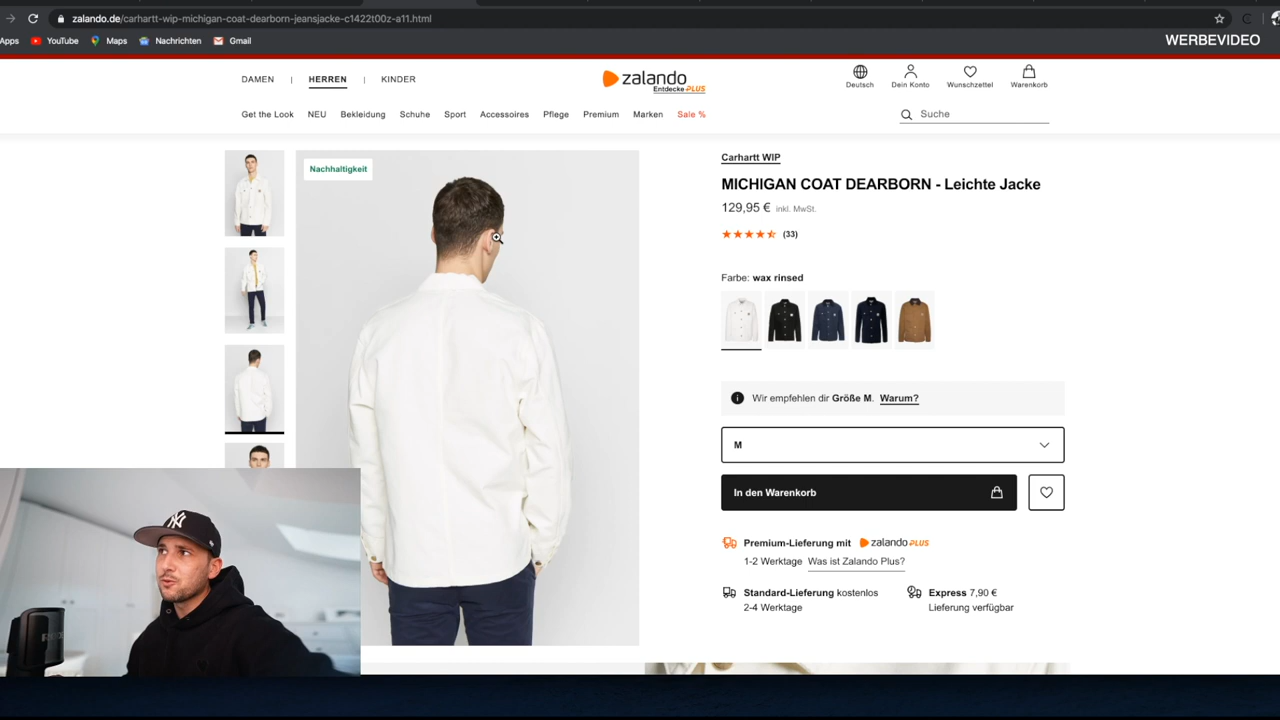 zalando.de/carhartt-wip-michigan-coat-dearborn-jeansjacke-c1422t00z-a11.html
Apps YouTube Maps Nachrichten Gmail
WERBEVIDEO
DAMEN | HERREN | KINDER
zalando
Entdecke PLUS
Deutsch Dein Konto Wunschzettel Warenkorb
Get the Look NEU Bekleidung Schuhe Sport Accessoires Pflege Premium Marken Sale %
Suche
Nachhaltigkeit
Carhartt WIP
MICHIGAN COAT DEARBORN - Leichte Jacke
129,95 € inkl. MwSt.
(33)
Farbe: wax rinsed
Wir empfehlen dir Größe M. Warum?
M
In den Warenkorb
Premium-Lieferung mit zalando PLUS
1-2 Werktage Was ist Zalando Plus?
Standard-Lieferung kostenlos
2-4 Werktage
Express 7,90 €
Lieferung verfügbar
NY